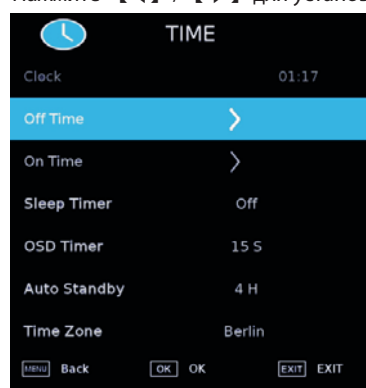 TIME
Clock 01:17
Off Time
On Time
Sleep Timer Off
OSD Timer 15 S
Auto Standby 4 H
Time Zone Berlin
MENU Back OK OK EXIT EXIT